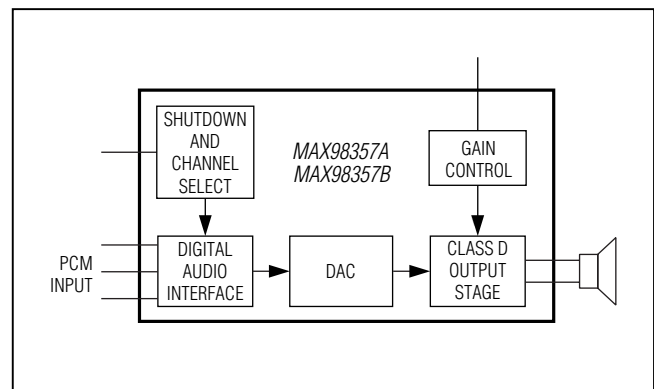 SHUTDOWN
AND
CHANNEL
SELECT
MAX98357A
MAX98357B
GAIN
CONTROL
PCM
INPUT
DIGITAL
AUDIO
INTERFACE
DAC
CLASS D
OUTPUT
STAGE